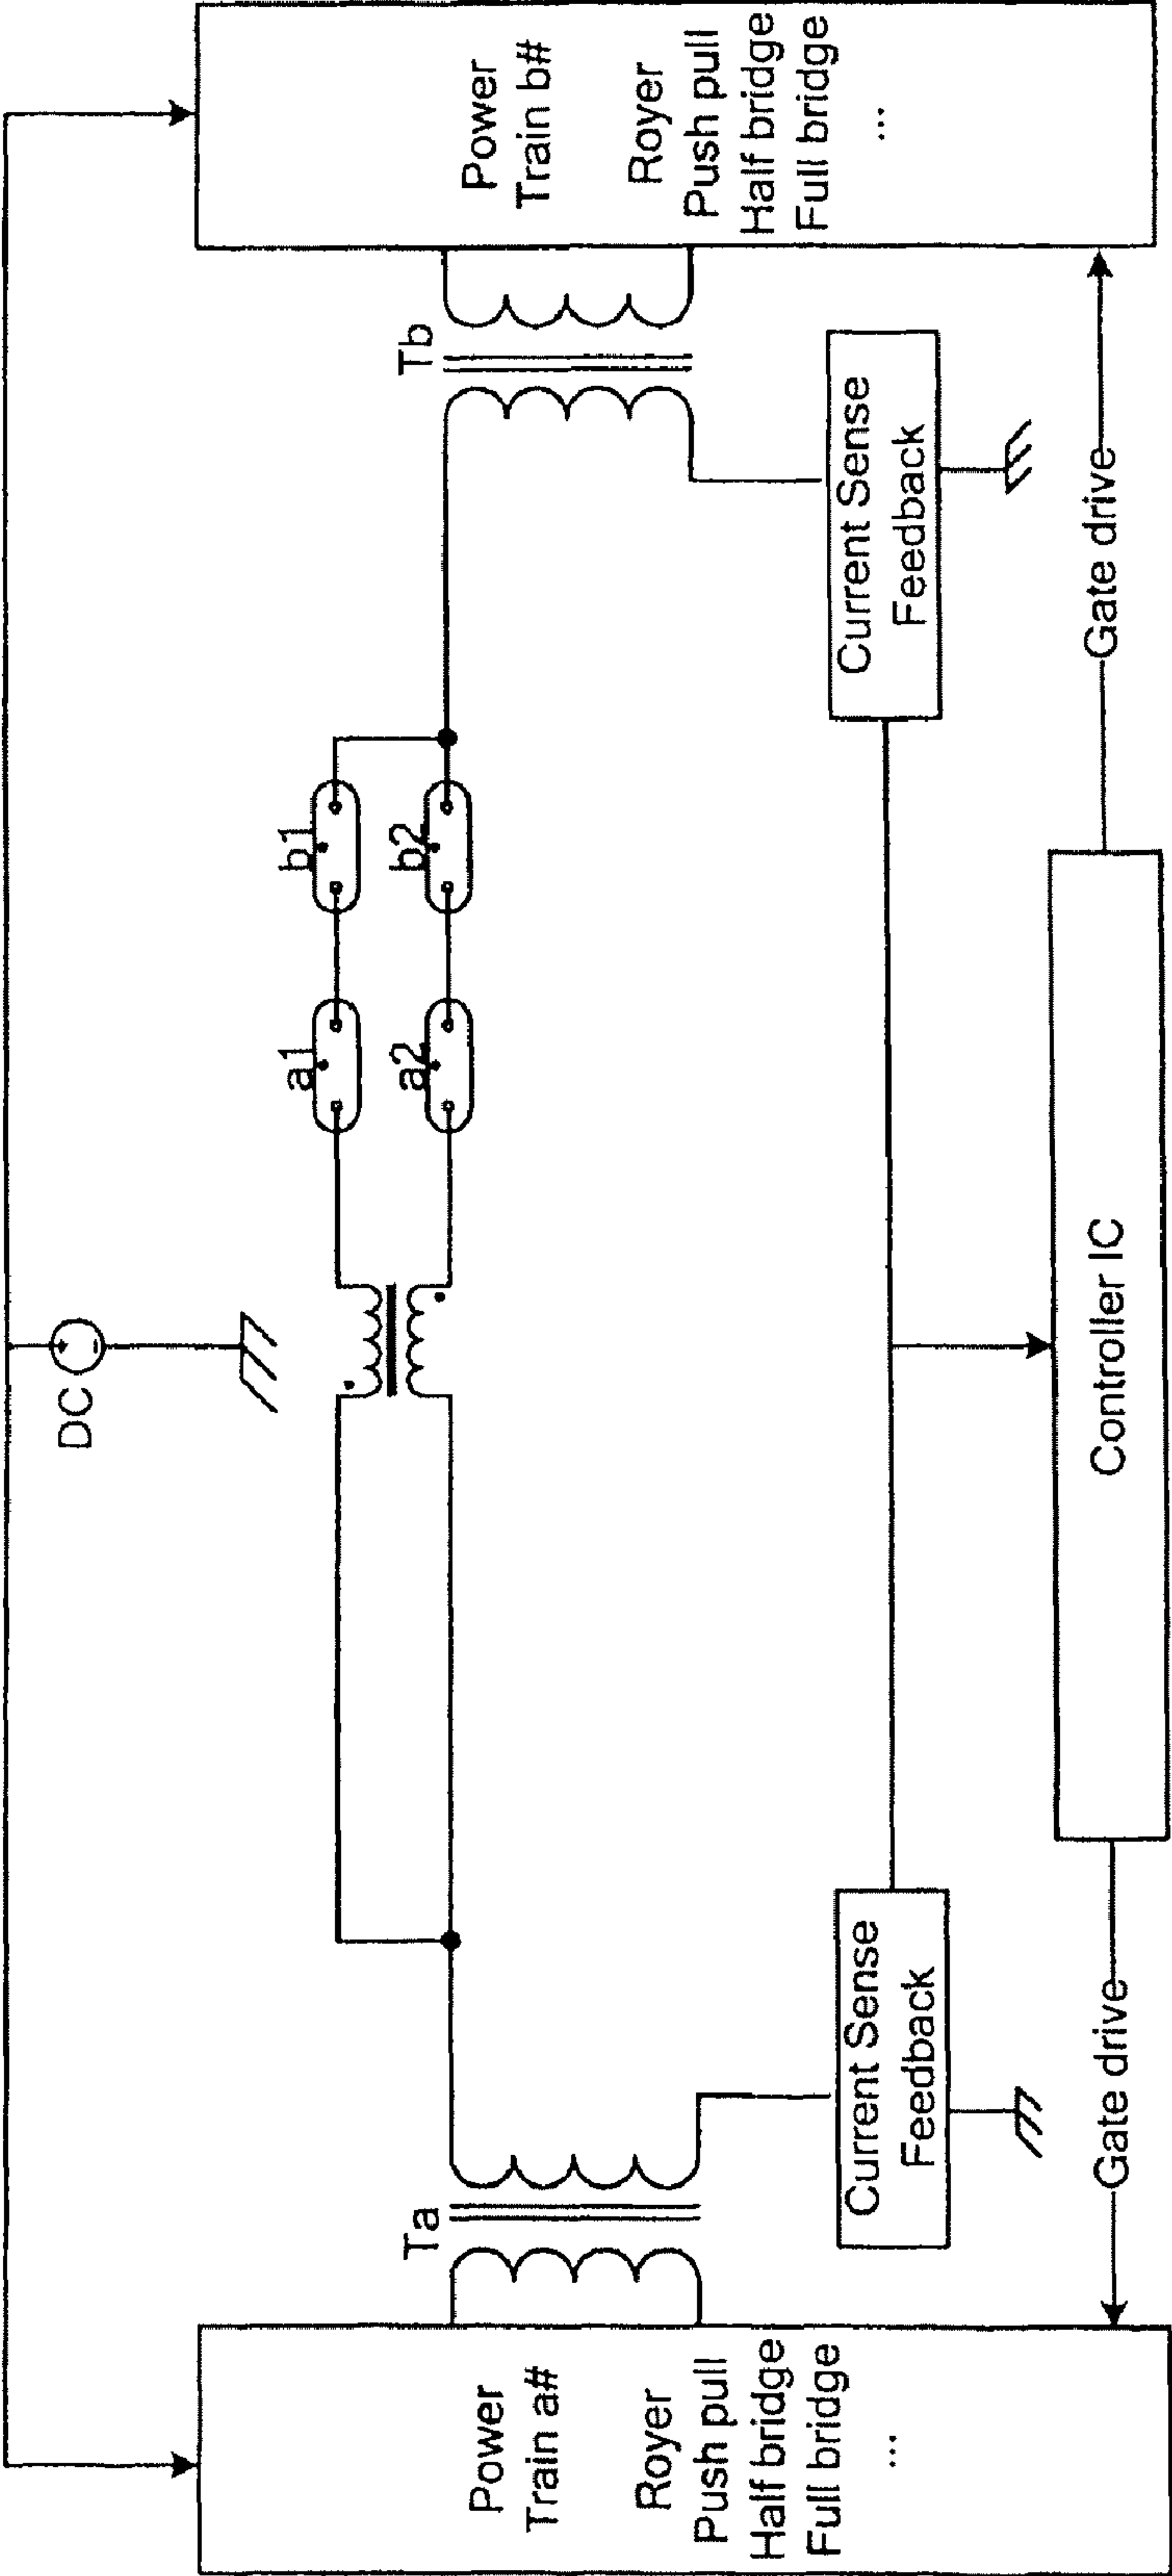 DC
Power
Train a#
Royer
Push pull
Half bridge
Full bridge
...
Ta
a1
b1
a2
b2
Tb
Power
Train b#
Royer
Push pull
Half bridge
Full bridge
...
Current Sense
Feedback
Current Sense
Feedback
Gate drive
Controller IC
Gate drive